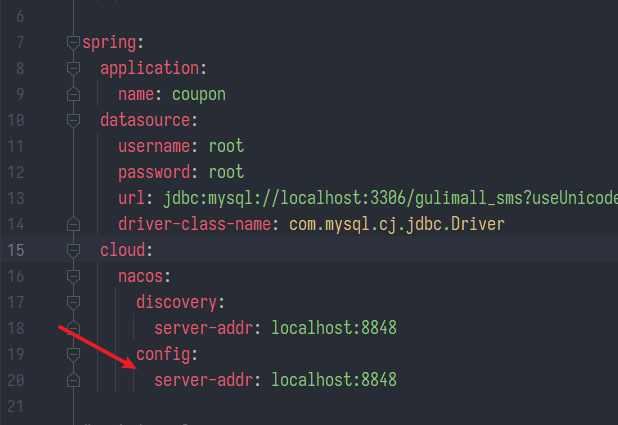 6
7 spring:
8 application:
9 name: coupon
10 datasource:
11 username: root
12 password: root
13 url: jdbc:mysql://localhost:3306/gulimall_sms?useUnicode
14 driver-class-name: com.mysql.cj.jdbc.Driver
15 cloud:
16 nacos:
17 discovery:
18 server-addr: localhost:8848
19 config:
20 server-addr: localhost:8848
21